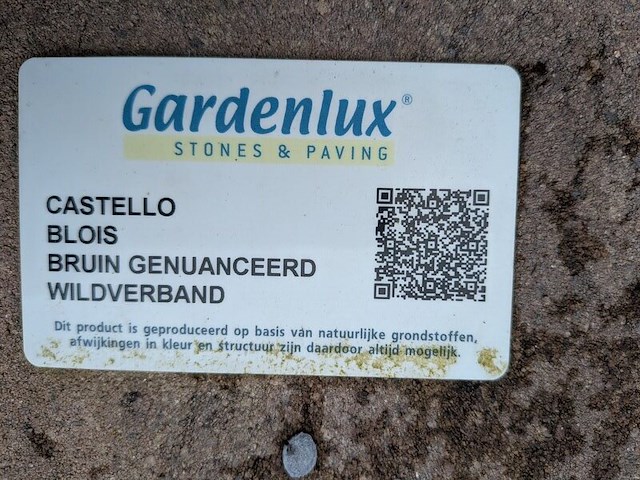 Gardenlux®
STONES & PAVING
CASTELLO
BLOIS
BRUIN GENUANCEERD
WILDVERBAND
Dit product is geproduceerd op basis van natuurlijke grondstoffen,
afwijkingen in kleur en structuur zijn daardoor altijd mogelijk.